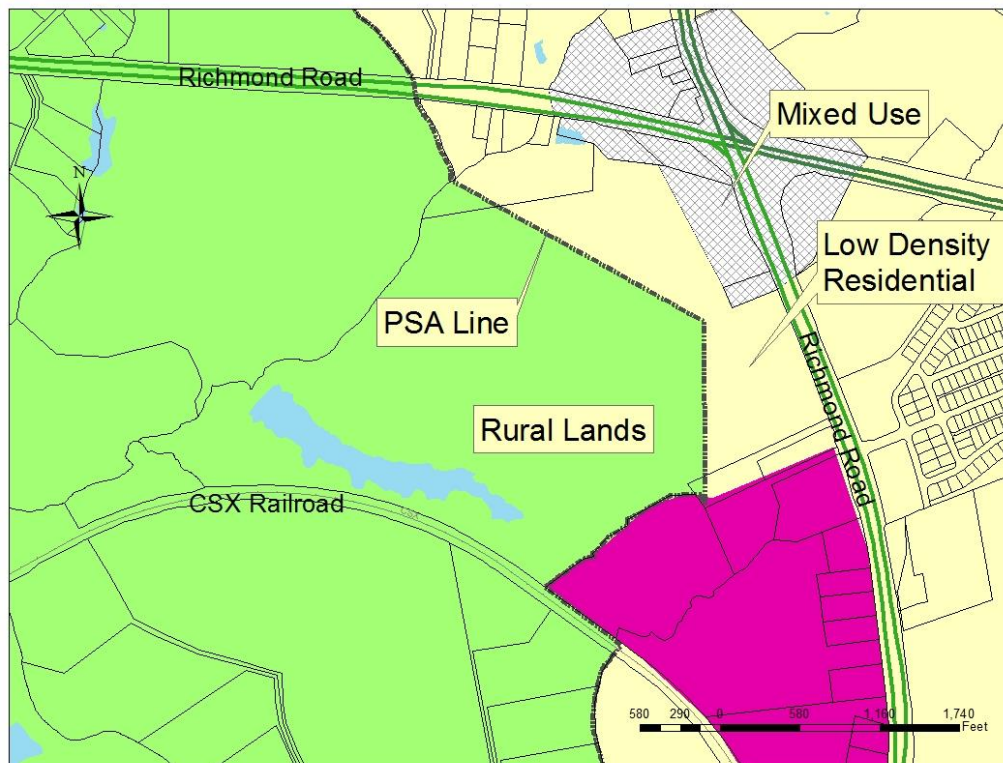 Richmond Road
Mixed Use
N
Low Density
Residential
PSA Line
Richmond Road
Rural Lands
CSX Railroad
CSX
580 290 0 580 1,160 1,740
Feet